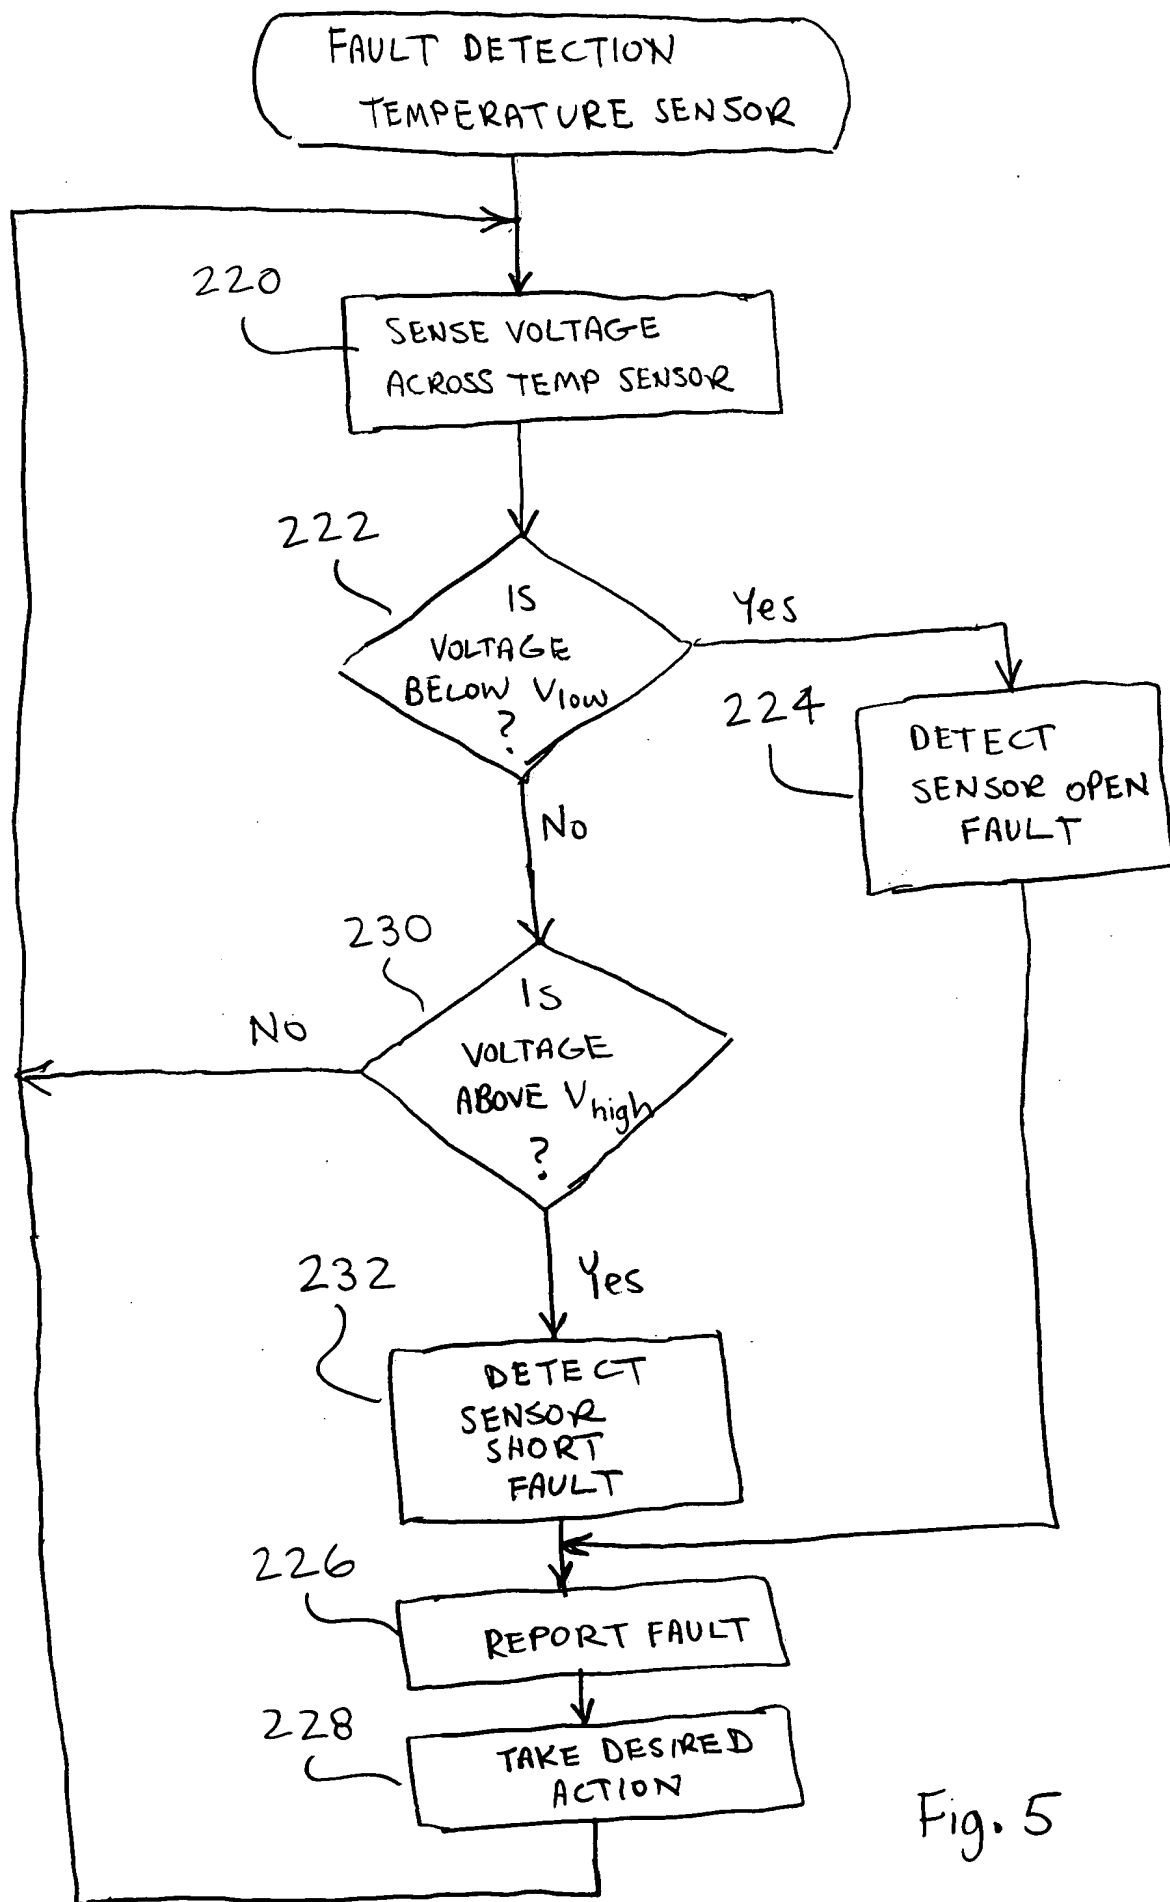 FAULT DETECTION
TEMPERATURE SENSOR
220
SENSE VOLTAGE
ACROSS TEMP SENSOR
222
IS
VOLTAGE
BELOW Vlow
?
Yes
224
DETECT
SENSOR OPEN
FAULT
No
230
IS
VOLTAGE
ABOVE Vhigh
?
No
Yes
232
DETECT
SENSOR
SHORT
FAULT
226
REPORT FAULT
228
TAKE DESIRED
ACTION
Fig. 5